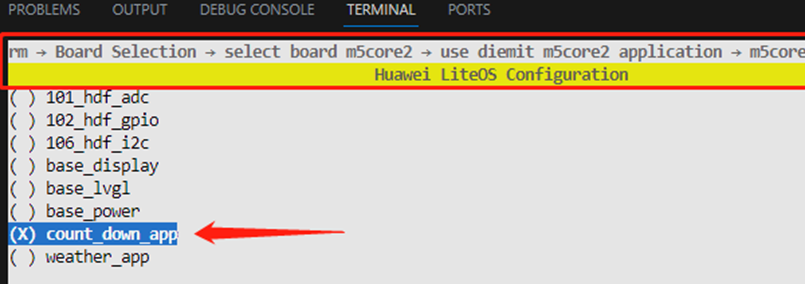 PROBLEMS OUTPUT DEBUG CONSOLE TERMINAL PORTS
rm → Board Selection → select board m5core2 → use diemit m5core2 application → m5core
Huawei LiteOS Configuration
( ) 101_hdf_adc
( ) 102_hdf_gpio
( ) 106_hdf_i2c
( ) base_display
( ) base_lvgl
( ) base_power
(X) count_down_app
( ) weather_app